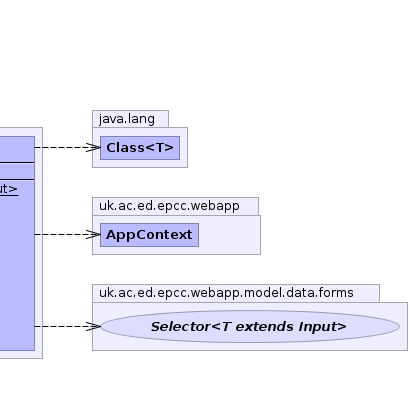 java.lang
Class<T>
ut>
uk.ac.ed.epcc.webapp
AppContext
uk.ac.ed.epcc.webapp.model.data.forms
Selector<T extends Input>